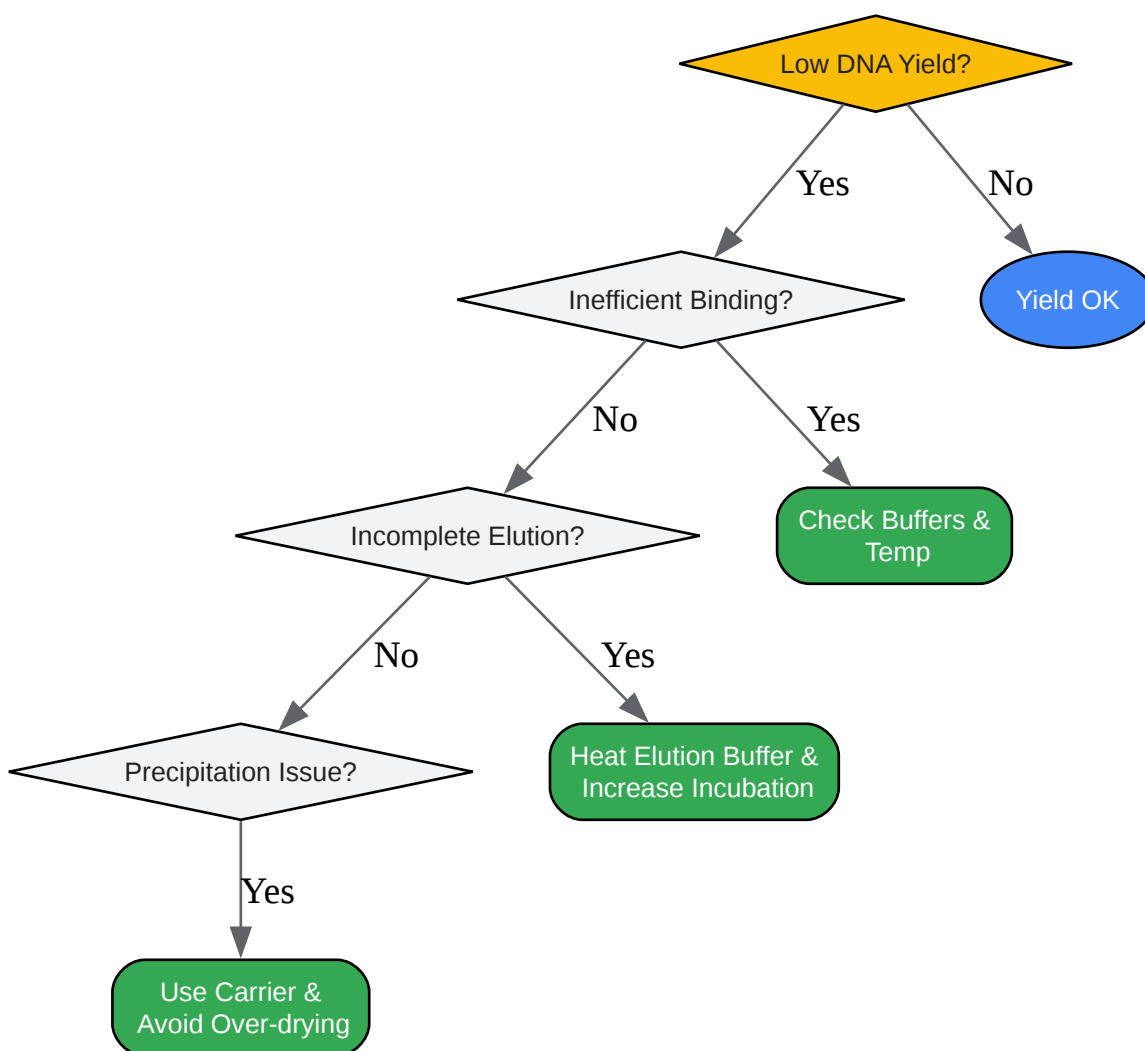 Low DNA Yield?
Yes
No
Inefficient Binding?
Yield OK
No
Yes
Incomplete Elution?
Check Buffers &
Temp
No
Yes
Precipitation Issue?
Heat Elution Buffer &
Increase Incubation
Yes
Use Carrier &
Avoid Over-drying